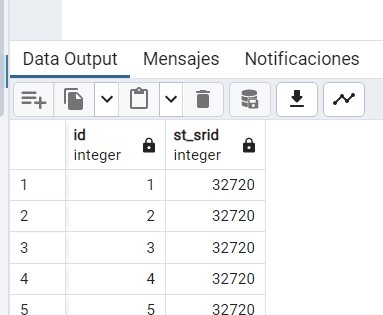 Data Output Mensajes Notificaciones
id st_srid
integer integer
1 1 32720
2 2 32720
3 3 32720
4 4 32720
5 5 32720